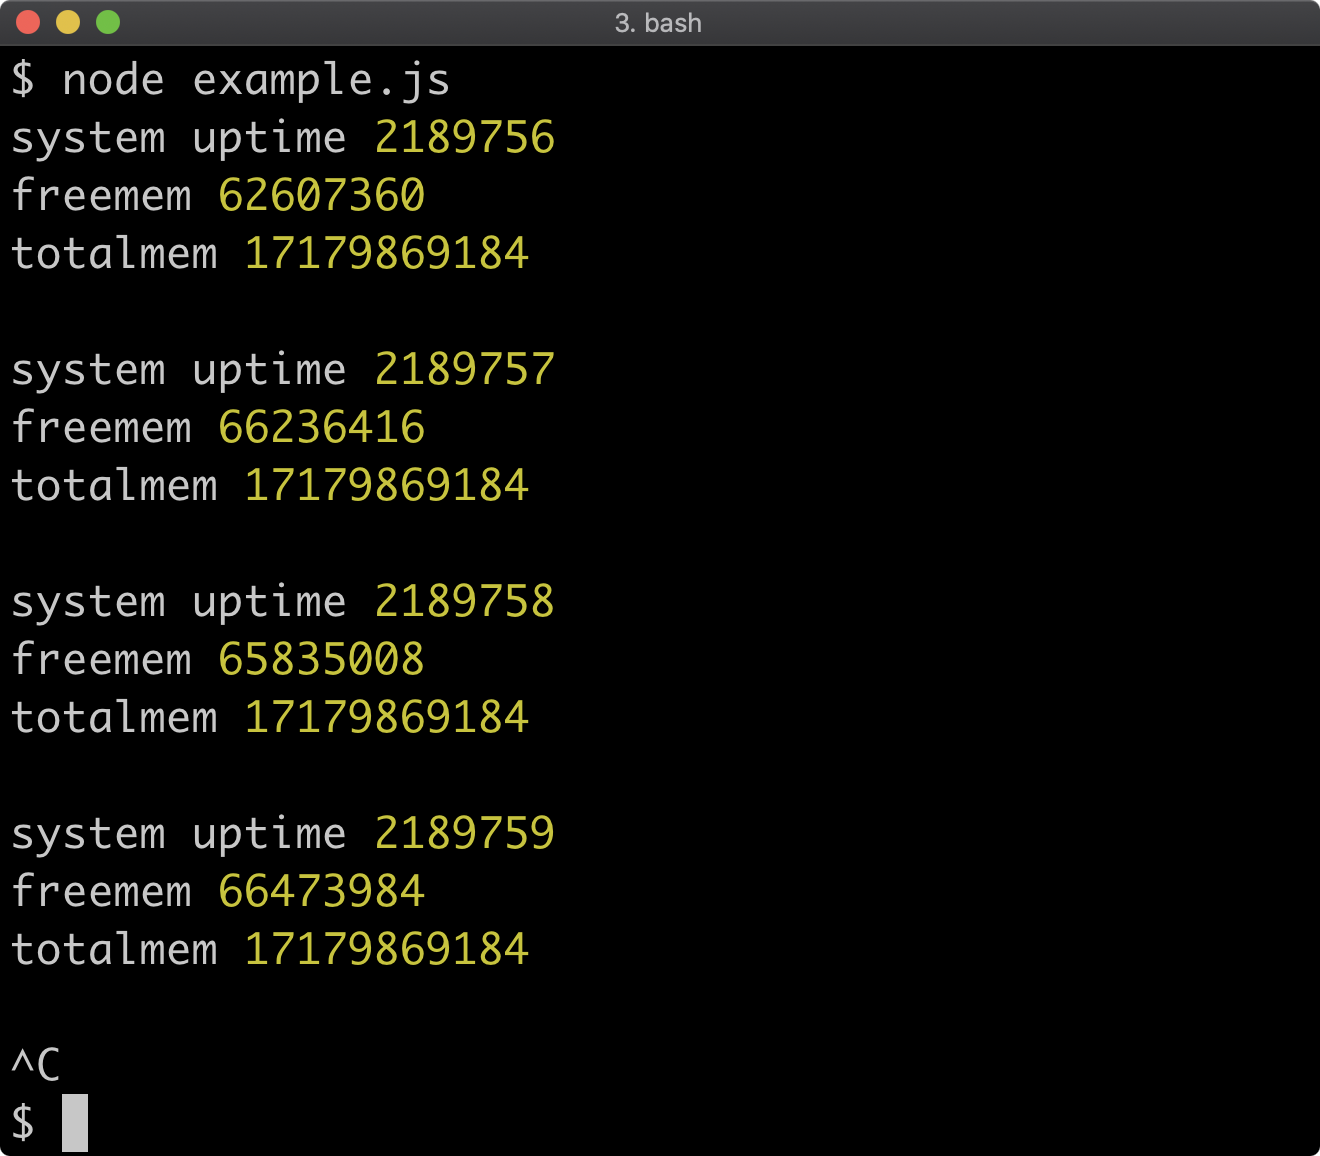 3. bash
$ node example.js
system uptime 2189756
freemem 62607360
totalmem 17179869184
system uptime 2189757
freemem 66236416
totalmem 17179869184
system uptime 2189758
freemem 65835008
totalmem 17179869184
system uptime 2189759
freemem 66473984
totalmem 17179869184
^C
$